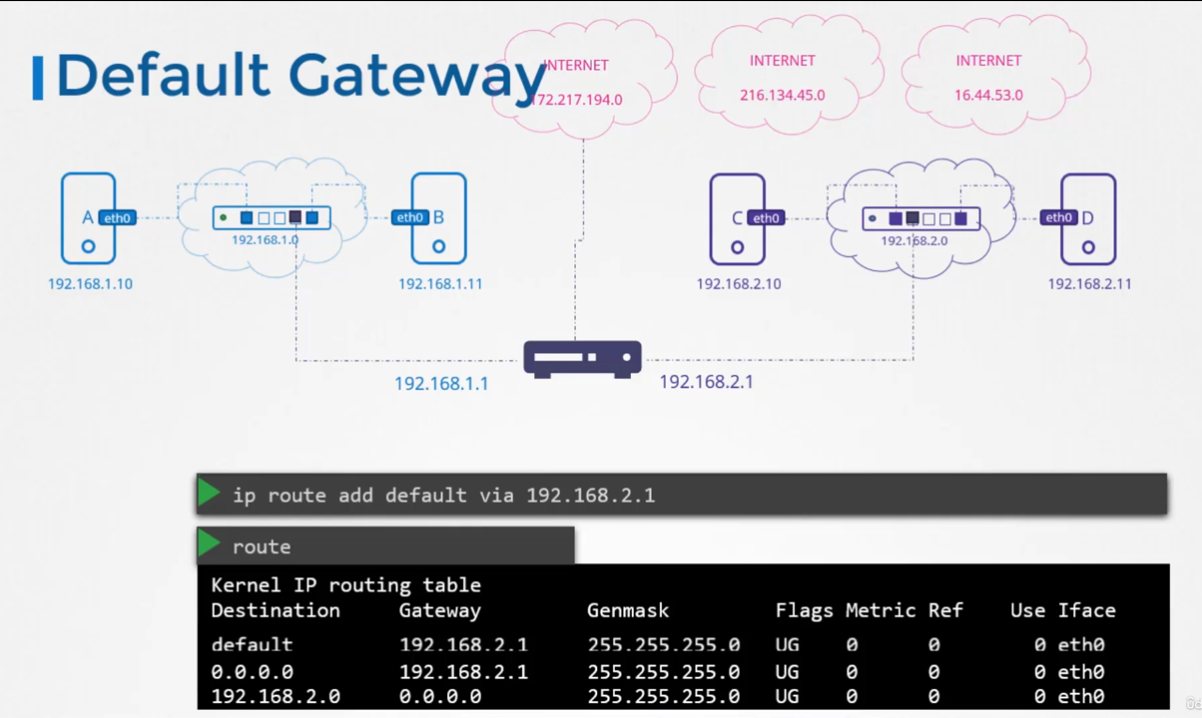 Default Gateway
INTERNET
172.217.194.0
INTERNET
216.134.45.0
INTERNET
16.44.53.0
A eth0
192.168.1.10
192.168.1.0
eth0 B
192.168.1.11
C eth0
192.168.2.10
192.168.2.0
eth0 D
192.168.2.11
192.168.1.1
192.168.2.1
ip route add default via 192.168.2.1
route
Kernel IP routing table
Destination Gateway Genmask Flags Metric Ref Use Iface
default 192.168.2.1 255.255.255.0 UG 0 0 0 eth0
0.0.0.0 192.168.2.1 255.255.255.0 UG 0 0 0 eth0
192.168.2.0 0.0.0.0 255.255.255.0 UG 0 0 0 eth0